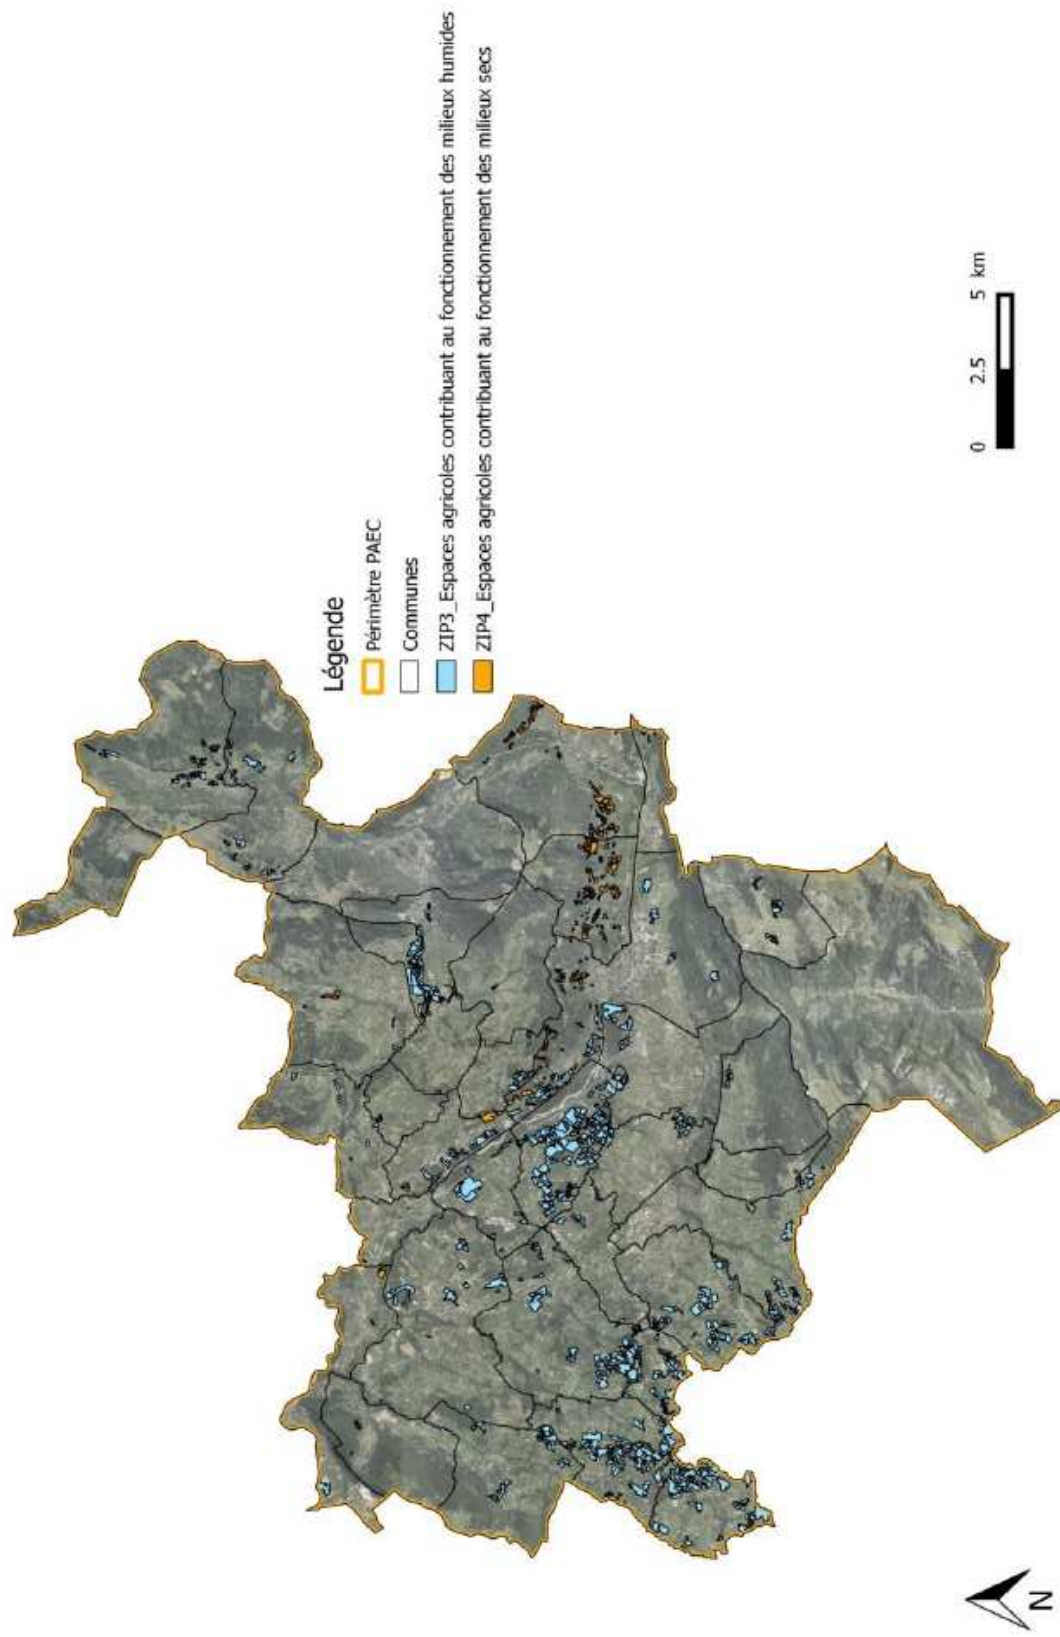 Légende
Périmètre PAEC
Communes
ZIP3_Espaces agricoles contribuant au fonctionnement des milieux humides
ZIP4_Espaces agricoles contribuant au fonctionnement des milieux secs
0 2.5 5 km
N